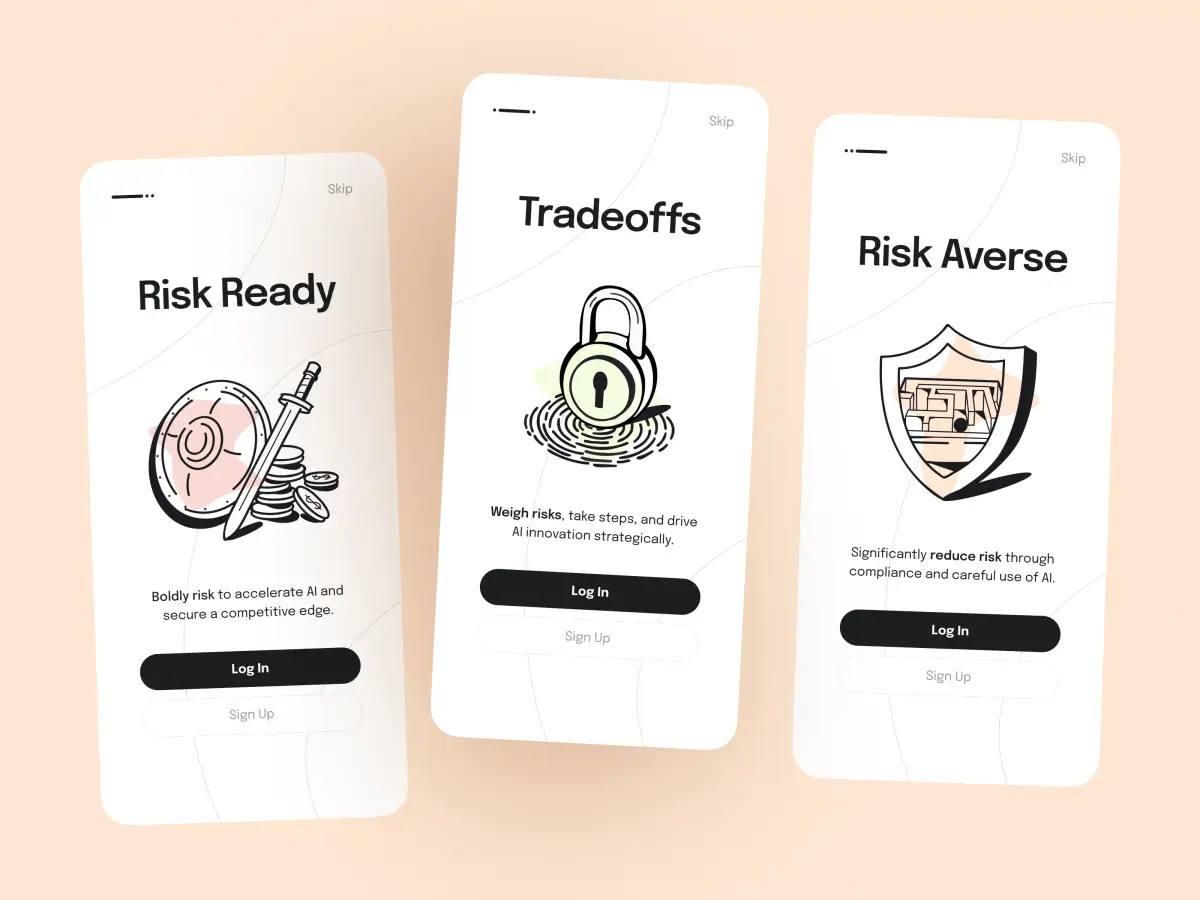 Skip
Risk Ready
Boldly risk to accelerate AI and
secure a competitive edge.
Log In
Sign Up
Skip
Tradeoffs
Weigh risks, take steps, and drive
AI innovation strategically.
Log In
Sign Up
Skip
Risk Averse
Significantly reduce risk through
compliance and careful use of AI.
Log In
Sign Up